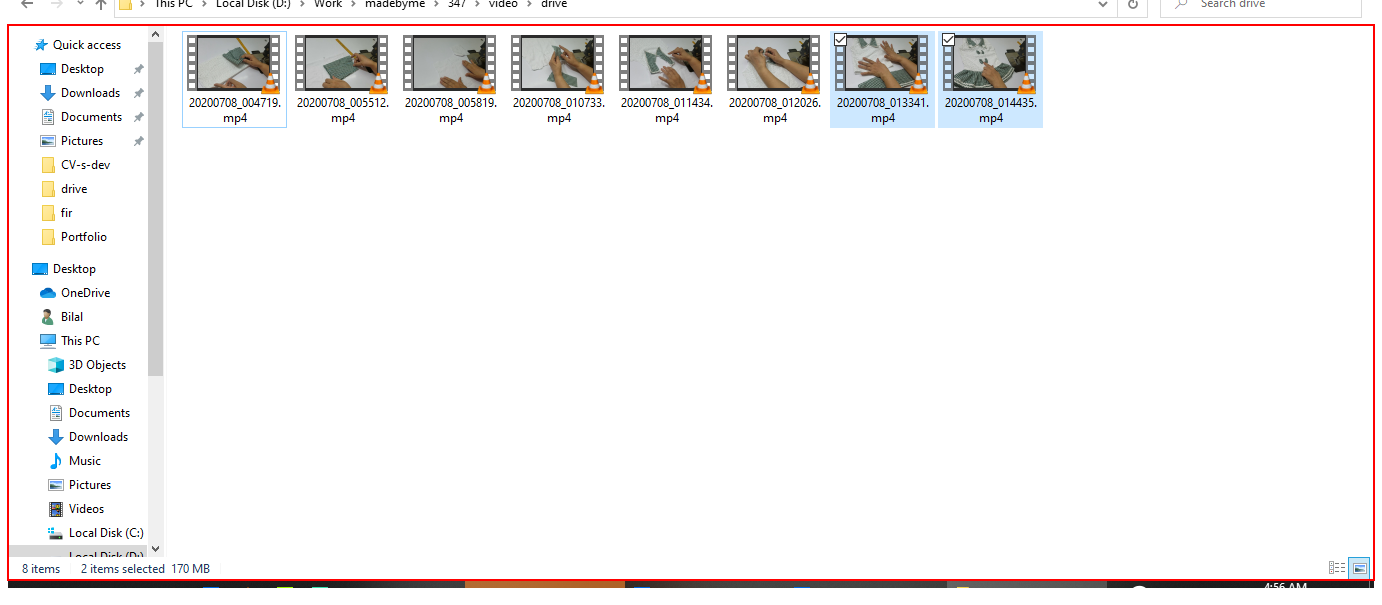 This PC > Local Disk (D:) > Work > madebyme > 347 > video > drive
Search drive
Quick access
Desktop
Downloads
Documents
Pictures
CV-s-dev
drive
fir
Portfolio
Desktop
OneDrive
Bilal
This PC
3D Objects
Desktop
Documents
Downloads
Music
Pictures
Videos
Local Disk (C:)
Local Disk (D:)
20200708_004719.
mp4
20200708_005512.
mp4
20200708_005819.
mp4
20200708_010733.
mp4
20200708_011434.
mp4
20200708_012026.
mp4
20200708_013341.
mp4
20200708_014435.
mp4
8 items 2 items selected 170 MB
4:56 AM